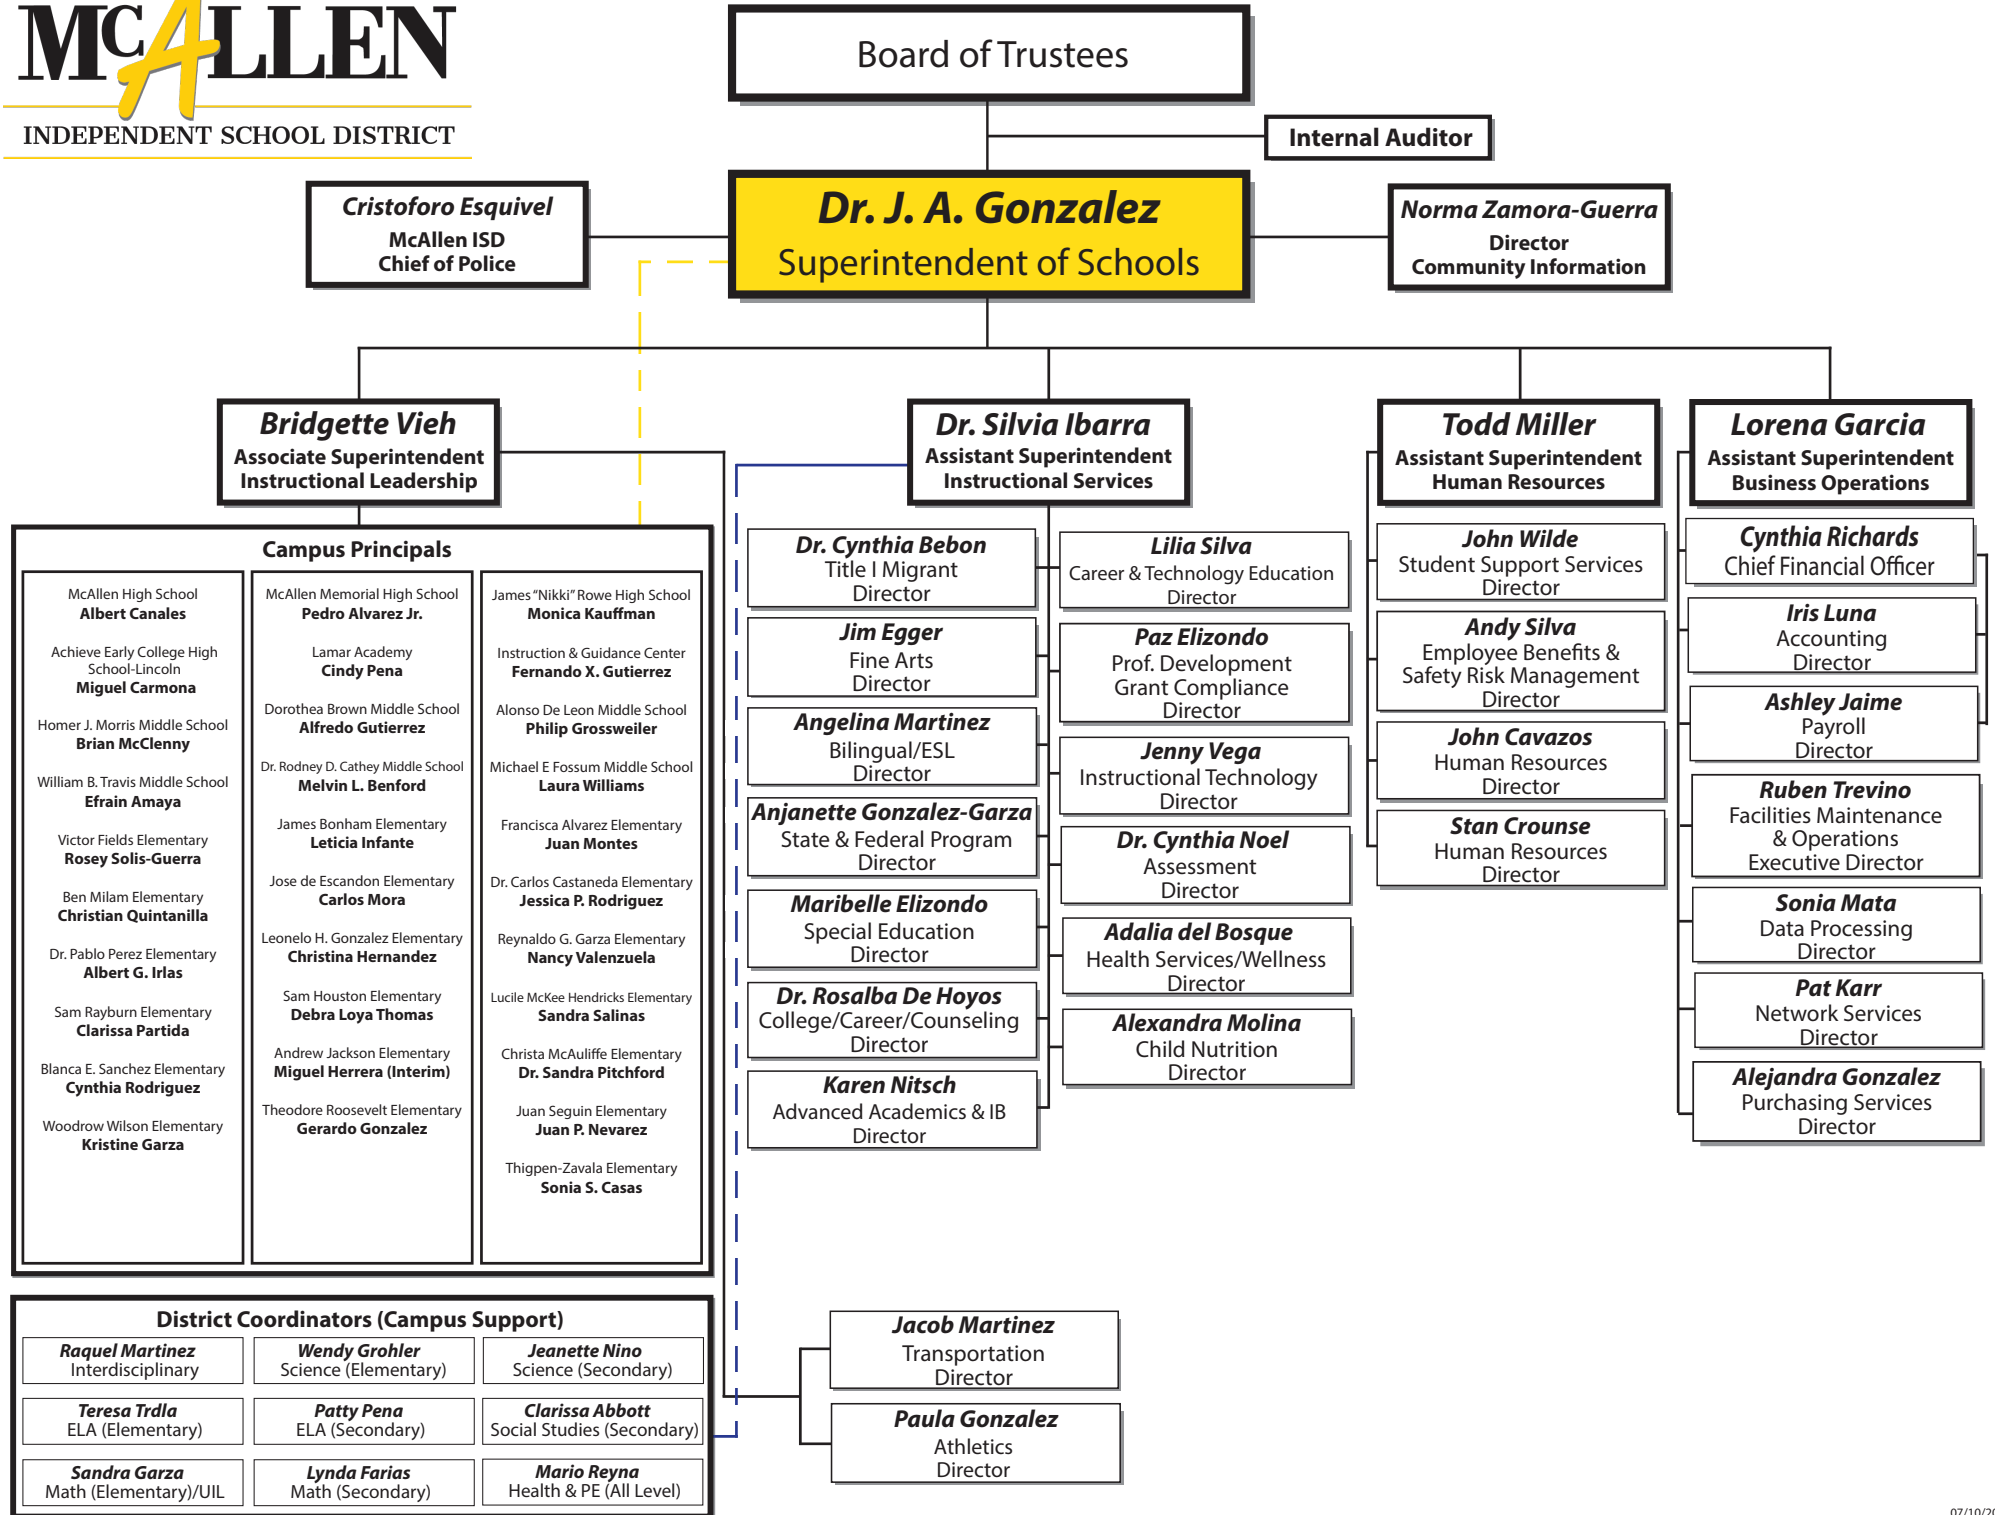 McALLEN
INDEPENDENT SCHOOL DISTRICT
Board of Trustees
Internal Auditor
Cristoforo Esquivel
McAllen ISD
Chief of Police
Dr. J. A. Gonzalez
Superintendent of Schools
Norma Zamora-Guerra
Director
Community Information
Bridgette Vieh
Associate Superintendent
Instructional Leadership
Dr. Silvia Ibarra
Assistant Superintendent
Instructional Services
Todd Miller
Assistant Superintendent
Human Resources
Lorena Garcia
Assistant Superintendent
Business Operations
Campus Principals
McAllen High School
Albert Canales
Achieve Early College High
School-Lincoln
Miguel Carmona
Homer J. Morris Middle School
Brian McClenny
William B. Travis Middle School
Efrain Amaya
Victor Fields Elementary
Rosey Solis-Guerra
Ben Milam Elementary
Christian Quintanilla
Dr. Pablo Perez Elementary
Albert G. Irlas
Sam Rayburn Elementary
Clarissa Partida
Blanca E. Sanchez Elementary
Cynthia Rodriguez
Woodrow Wilson Elementary
Kristine Garza
McAllen Memorial High School
Pedro Alvarez Jr.
Lamar Academy
Cindy Pena
Dorothea Brown Middle School
Alfredo Gutierrez
Dr. Rodney D. Cathey Middle School
Melvin L. Benford
James Bonham Elementary
Leticia Infante
Jose de Escandon Elementary
Carlos Mora
Leonelo H. Gonzalez Elementary
Christina Hernandez
Sam Houston Elementary
Debra Loya Thomas
Andrew Jackson Elementary
Miguel Herrera (Interim)
Theodore Roosevelt Elementary
Gerardo Gonzalez
James "Nikki" Rowe High School
Monica Kauffman
Instruction & Guidance Center
Fernando X. Gutierrez
Alonso De Leon Middle School
Philip Grossweiler
Michael E Fossum Middle School
Laura Williams
Francisca Alvarez Elementary
Juan Montes
Dr. Carlos Castaneda Elementary
Jessica P. Rodriguez
Reynaldo G. Garza Elementary
Nancy Valenzuela
Lucile McKee Hendricks Elementary
Sandra Salinas
Christa McAuliffe Elementary
Dr. Sandra Pitchford
Juan Seguin Elementary
Juan P. Nevarez
Thigpen-Zavala Elementary
Sonia S. Casas
Dr. Cynthia Bebon
Title I Migrant
Director
Jim Egger
Fine Arts
Director
Angelina Martinez
Bilingual/ESL
Director
Anjanette Gonzalez-Garza
State & Federal Program
Director
Maribelle Elizondo
Special Education
Director
Dr. Rosalba De Hoyos
College/Career/Counseling
Director
Karen Nitsch
Advanced Academics & IB
Director
Lilia Silva
Career & Technology Education
Director
Paz Elizondo
Prof. Development
Grant Compliance
Director
Jenny Vega
Instructional Technology
Director
Dr. Cynthia Noel
Assessment
Director
Adalia del Bosque
Health Services/Wellness
Director
Alexandra Molina
Child Nutrition
Director
John Wilde
Student Support Services
Director
Andy Silva
Employee Benefits &
Safety Risk Management
Director
John Cavazos
Human Resources
Director
Stan Crounse
Human Resources
Director
Cynthia Richards
Chief Financial Officer
Iris Luna
Accounting
Director
Ashley Jaime
Payroll
Director
Ruben Trevino
Facilities Maintenance
& Operations
Executive Director
Sonia Mata
Data Processing
Director
Pat Karr
Network Services
Director
Alejandra Gonzalez
Purchasing Services
Director
District Coordinators (Campus Support)
Raquel Martinez
Interdisciplinary
Wendy Grohler
Science (Elementary)
Jeanette Nino
Science (Secondary)
Teresa Trdla
ELA (Elementary)
Patty Pena
ELA (Secondary)
Clarissa Abbott
Social Studies (Secondary)
Sandra Garza
Math (Elementary)/UIL
Lynda Farias
Math (Secondary)
Mario Reyna
Health & PE (All Level)
Jacob Martinez
Transportation
Director
Paula Gonzalez
Athletics
Director